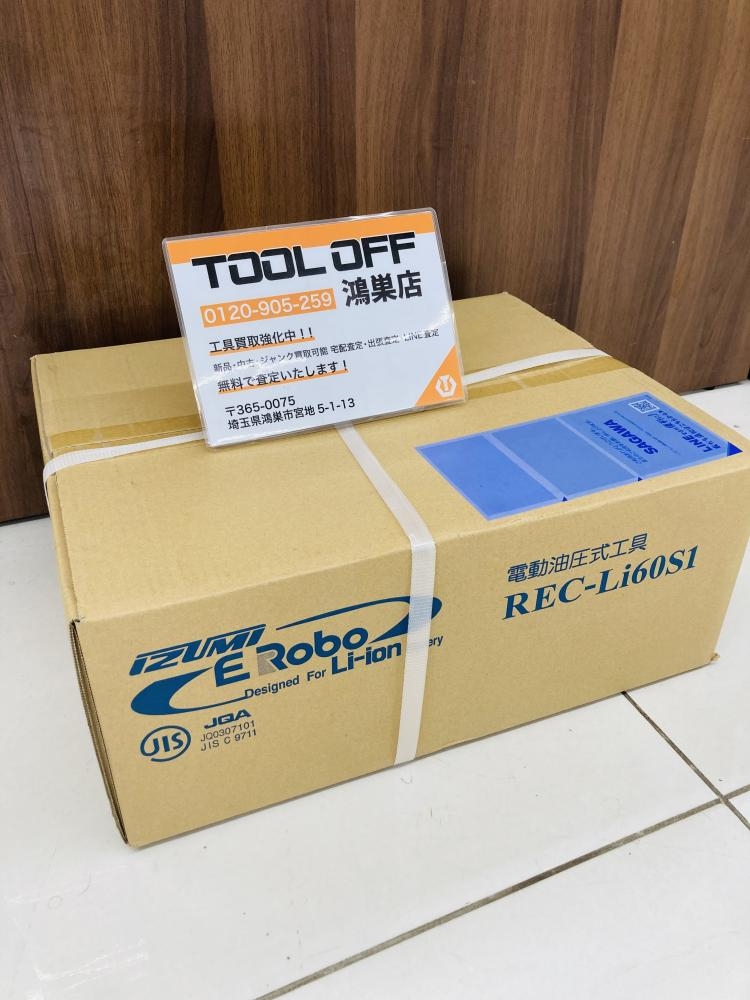 TOOL OFF
0120-905-259 鴻巣店
工具買取強化中！！
新品・中古・ジャンク買取可能 宅配査定・出張査定・LINE査定
無料で査定いたします！
〒365-0075
埼玉県鴻巣市宮地 5-1-13
SAGAWA
電動油圧式工具
REC-Li60S1
IZUMI
E Robo
Designed For Li-ion
JIS
JQA
JQ0307101
JIS C 9711